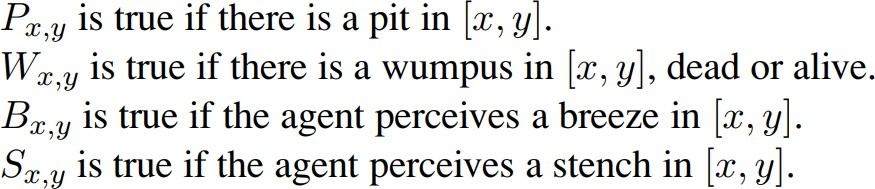 P_{x,y} is true if there is a pit in [x, y].
W_{x,y} is true if there is a wumpus in [x, y], dead or alive.
B_{x,y} is true if the agent perceives a breeze in [x, y].
S_{x,y} is true if the agent perceives a stench in [x, y].